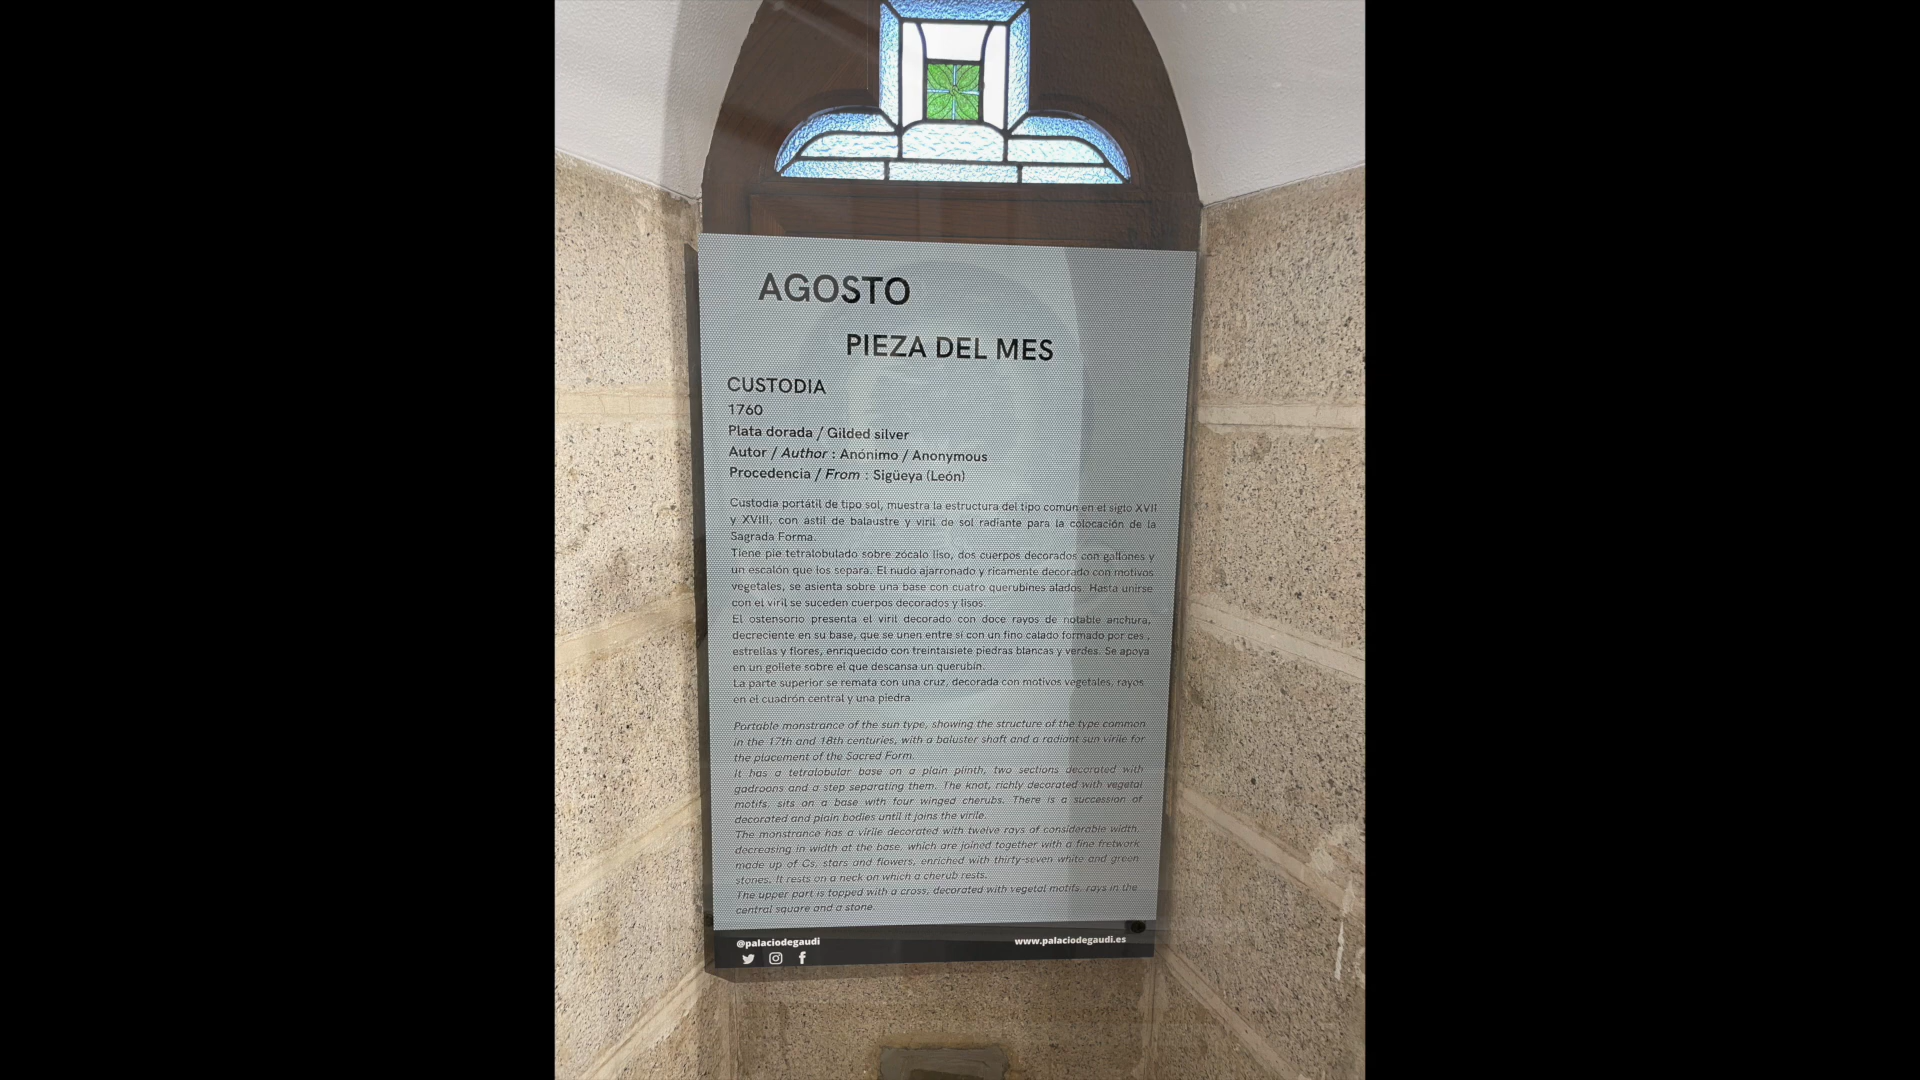 AGOSTO
PIEZA DEL MES
CUSTODIA
1760
Plata dorada / Gilded silver
Autor / Author : Anónimo / Anonymous
Procedencia / From : Sigüeya (León)
Custodia portátil de tipo sol, muestra la estructura del tipo común en el siglo XVII
y XVIII, con ástil de balaustre y viril de sol radiante para la colocación de la
Sagrada Forma.
Tiene pie tetralobulado sobre zócalo liso, dos cuerpos decorados con gallones y
un escalón que los separa. El nudo ajarronado y ricamente decorado con motivos
vegetales, se asienta sobre una base con cuatro querubines alados. Hasta unirse
con el viril se suceden cuerpos decorados y lisos.
El ostensorio presenta el viril decorado con doce rayos de notable anchura,
decreciente en su base, que se unen entre sí con un fino calado formado por ces ,
estrellas y flores, enriquecido con treintaisiete piedras blancas y verdes. Se apoya
en un gollete sobre el que descansa un querubín.
La parte superior se remata con una cruz, decorada con motivos vegetales, rayos
en el cuadrón central y una piedra.
Portable monstrance of the sun type, showing the structure of the type common
in the 17th and 18th centuries, with a baluster shaft and a radiant sun virile for
the placement of the Sacred Form.
It has a tetralobular base on a plain plinth, two sections decorated with
gadroons and a step separating them. The knot, richly decorated with vegetal
motifs, sits on a base with four winged cherubs. There is a succession of
decorated and plain bodies until it joins the virile.
The monstrance has a virile decorated with twelve rays of considerable width,
decreasing in width at the base, which are joined together with a fine fretwork
made up of Cs, stars and flowers, enriched with thirty-seven white and green
stones. It rests on a neck on which a cherub rests.
The upper part is topped with a cross, decorated with vegetal motifs, rays in the
central square and a stone.
@palaciodegaudi
www.palaciodegaudi.es